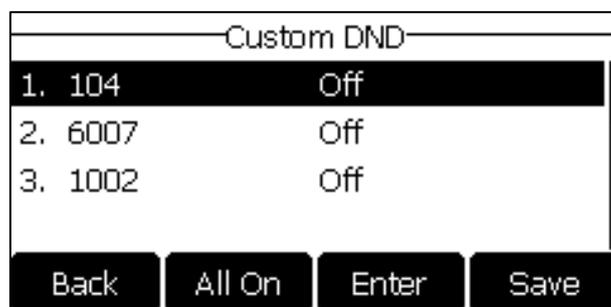 Custom DND
1. 104 Off
2. 6007 Off
3. 1002 Off
Back All On Enter Save